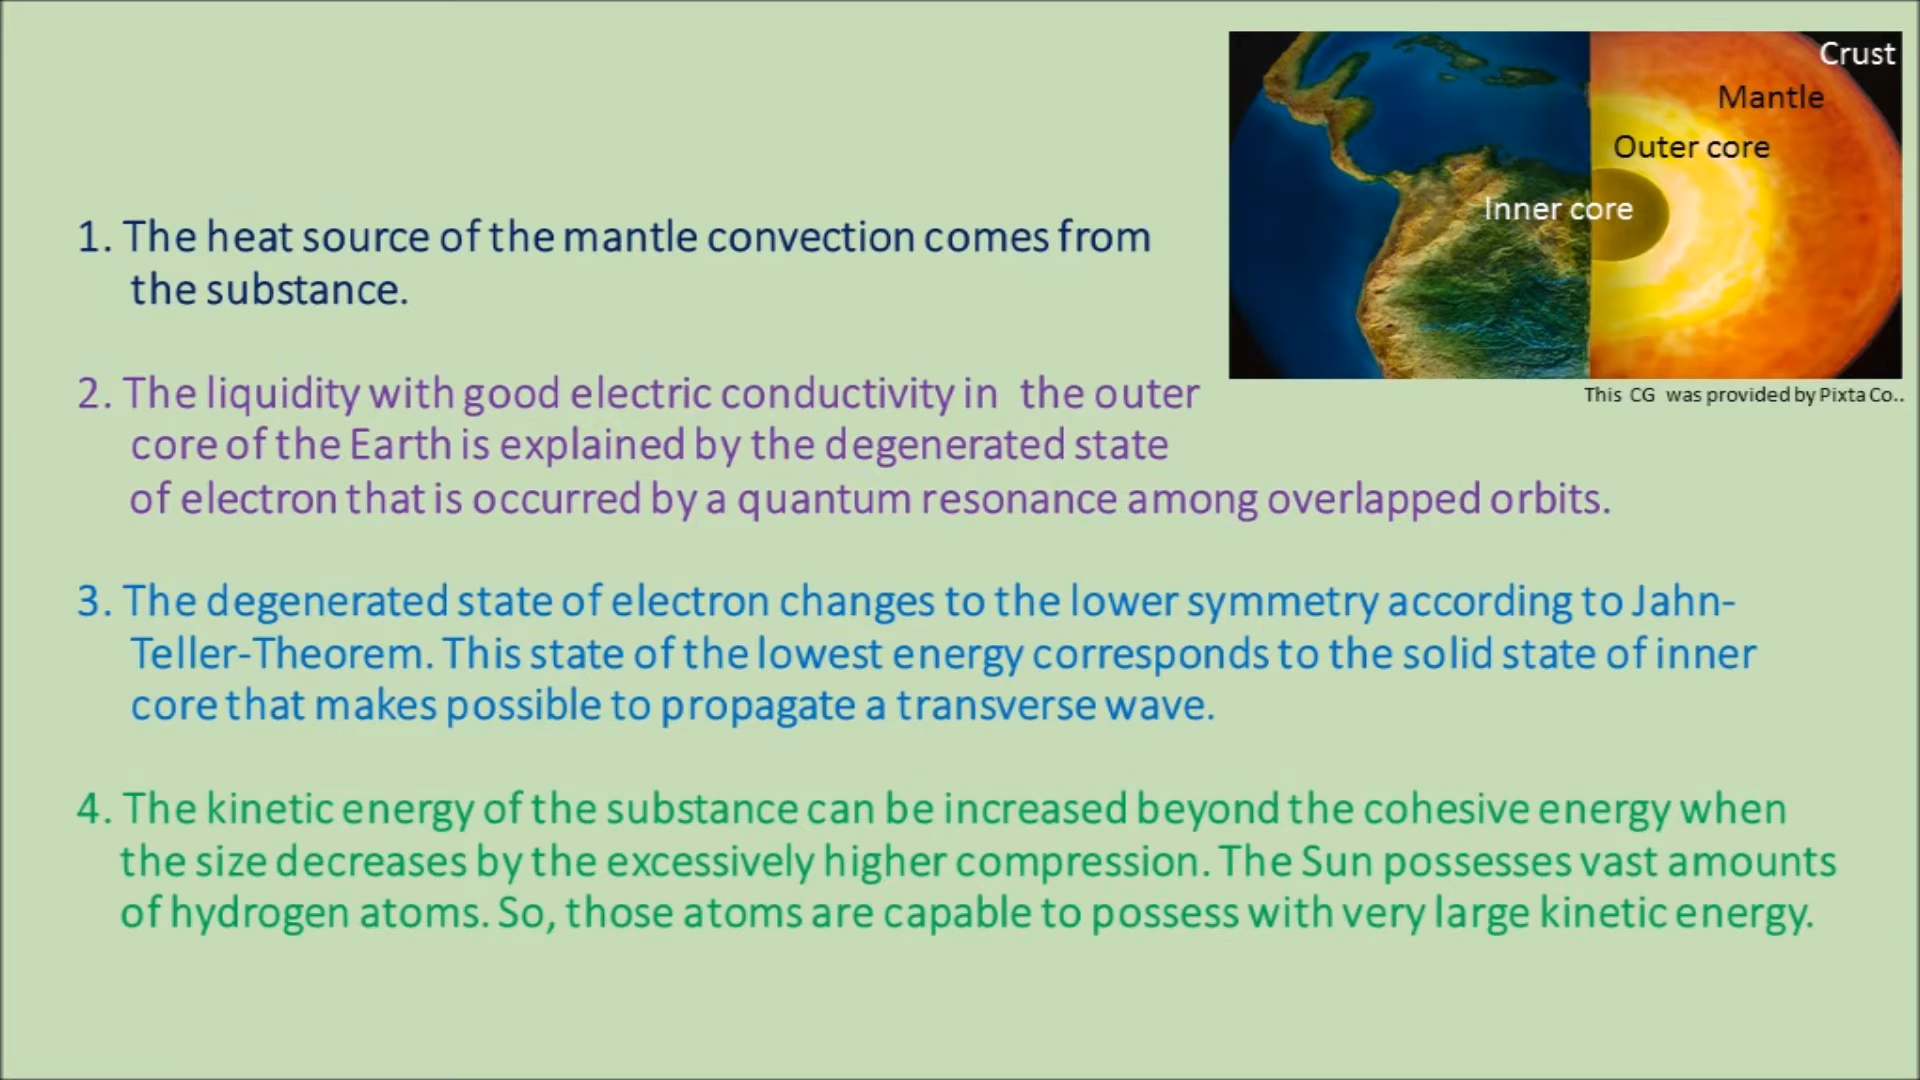 Crust
Mantle
Outer core
Inner core
This CG was provided by Pixta Co..
1. The heat source of the mantle convection comes from
the substance.
2. The liquidity with good electric conductivity in the outer
core of the Earth is explained by the degenerated state
of electron that is occurred by a quantum resonance among overlapped orbits.
3. The degenerated state of electron changes to the lower symmetry according to Jahn-
Teller-Theorem. This state of the lowest energy corresponds to the solid state of inner
core that makes possible to propagate a transverse wave.
4. The kinetic energy of the substance can be increased beyond the cohesive energy when
the size decreases by the excessively higher compression. The Sun possesses vast amounts
of hydrogen atoms. So, those atoms are capable to possess with very large kinetic energy.